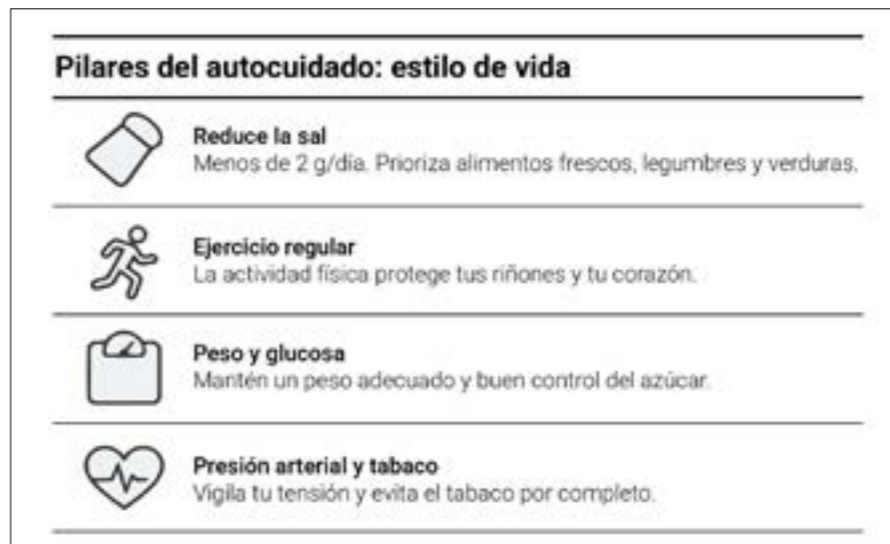 Pilares del autocuidado: estilo de vida
Reduce la sal
Menos de 2 g/día. Prioriza alimentos frescos, legumbres y verduras.
Ejercicio regular
La actividad física protege tus riñones y tu corazón.
Peso y glucosa
Mantén un peso adecuado y buen control del azúcar.
Presión arterial y tabaco
Vigila tu tensión y evita el tabaco por completo.